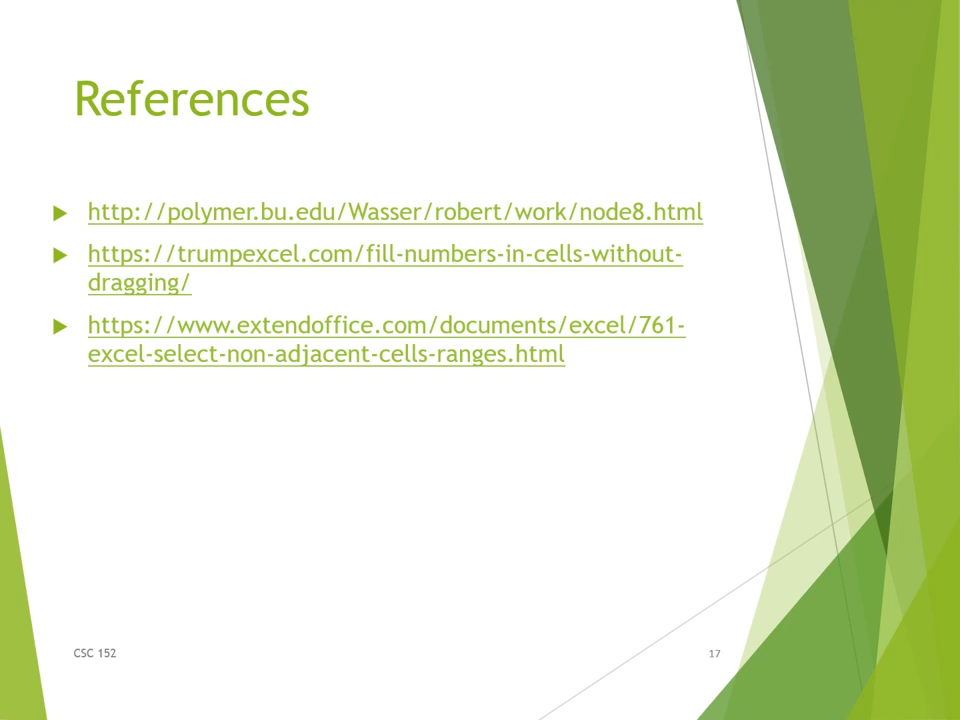 References
http://polymer.bu.edu/Wasser/robert/work/node8.html
https://trumpexcel.com/fill-numbers-in-cells-without-
dragging/
https://www.extendoffice.com/documents/excel/761-
excel-select-non-adjacent-cells-ranges.html
CSC 152
17